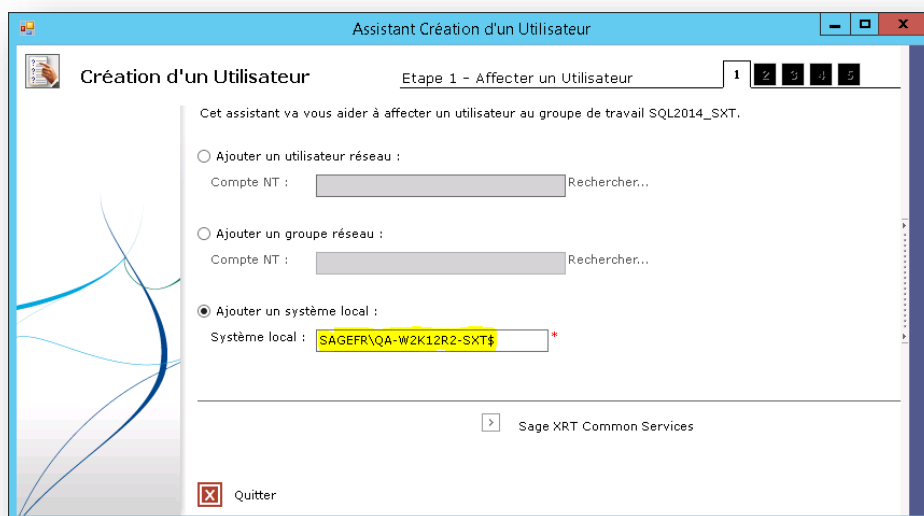 Assistant Création d'un Utilisateur
Création d'un Utilisateur
Etape 1 - Affecter un Utilisateur
1 2 3 4 5
Cet assistant va vous aider à affecter un utilisateur au groupe de travail SQL2014_SXT.
Ajouter un utilisateur réseau :
Compte NT : Rechercher...
Ajouter un groupe réseau :
Compte NT : Rechercher...
Ajouter un système local :
Système local : SAGEFR\QA-W2K12R2-SXT$ *
Sage XRT Common Services
Quitter